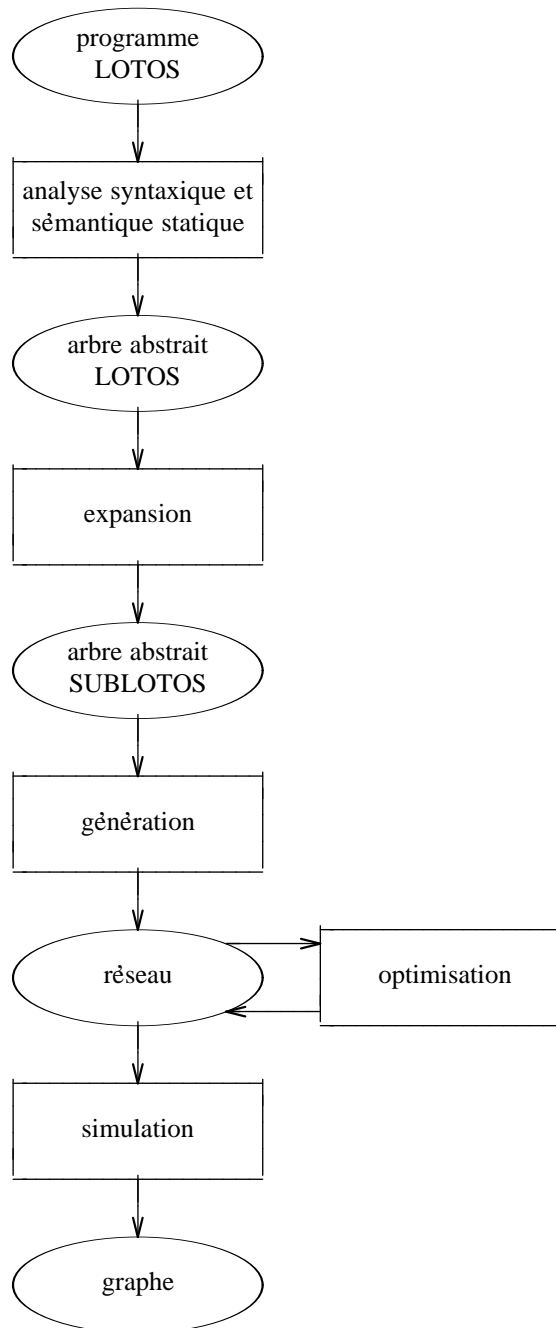 programme
LOTOS
analyse syntaxique et
sémantique statique
arbre abstrait
LOTOS
expansion
arbre abstrait
SUBLOTOS
génération
réseau
optimisation
simulation
graphe